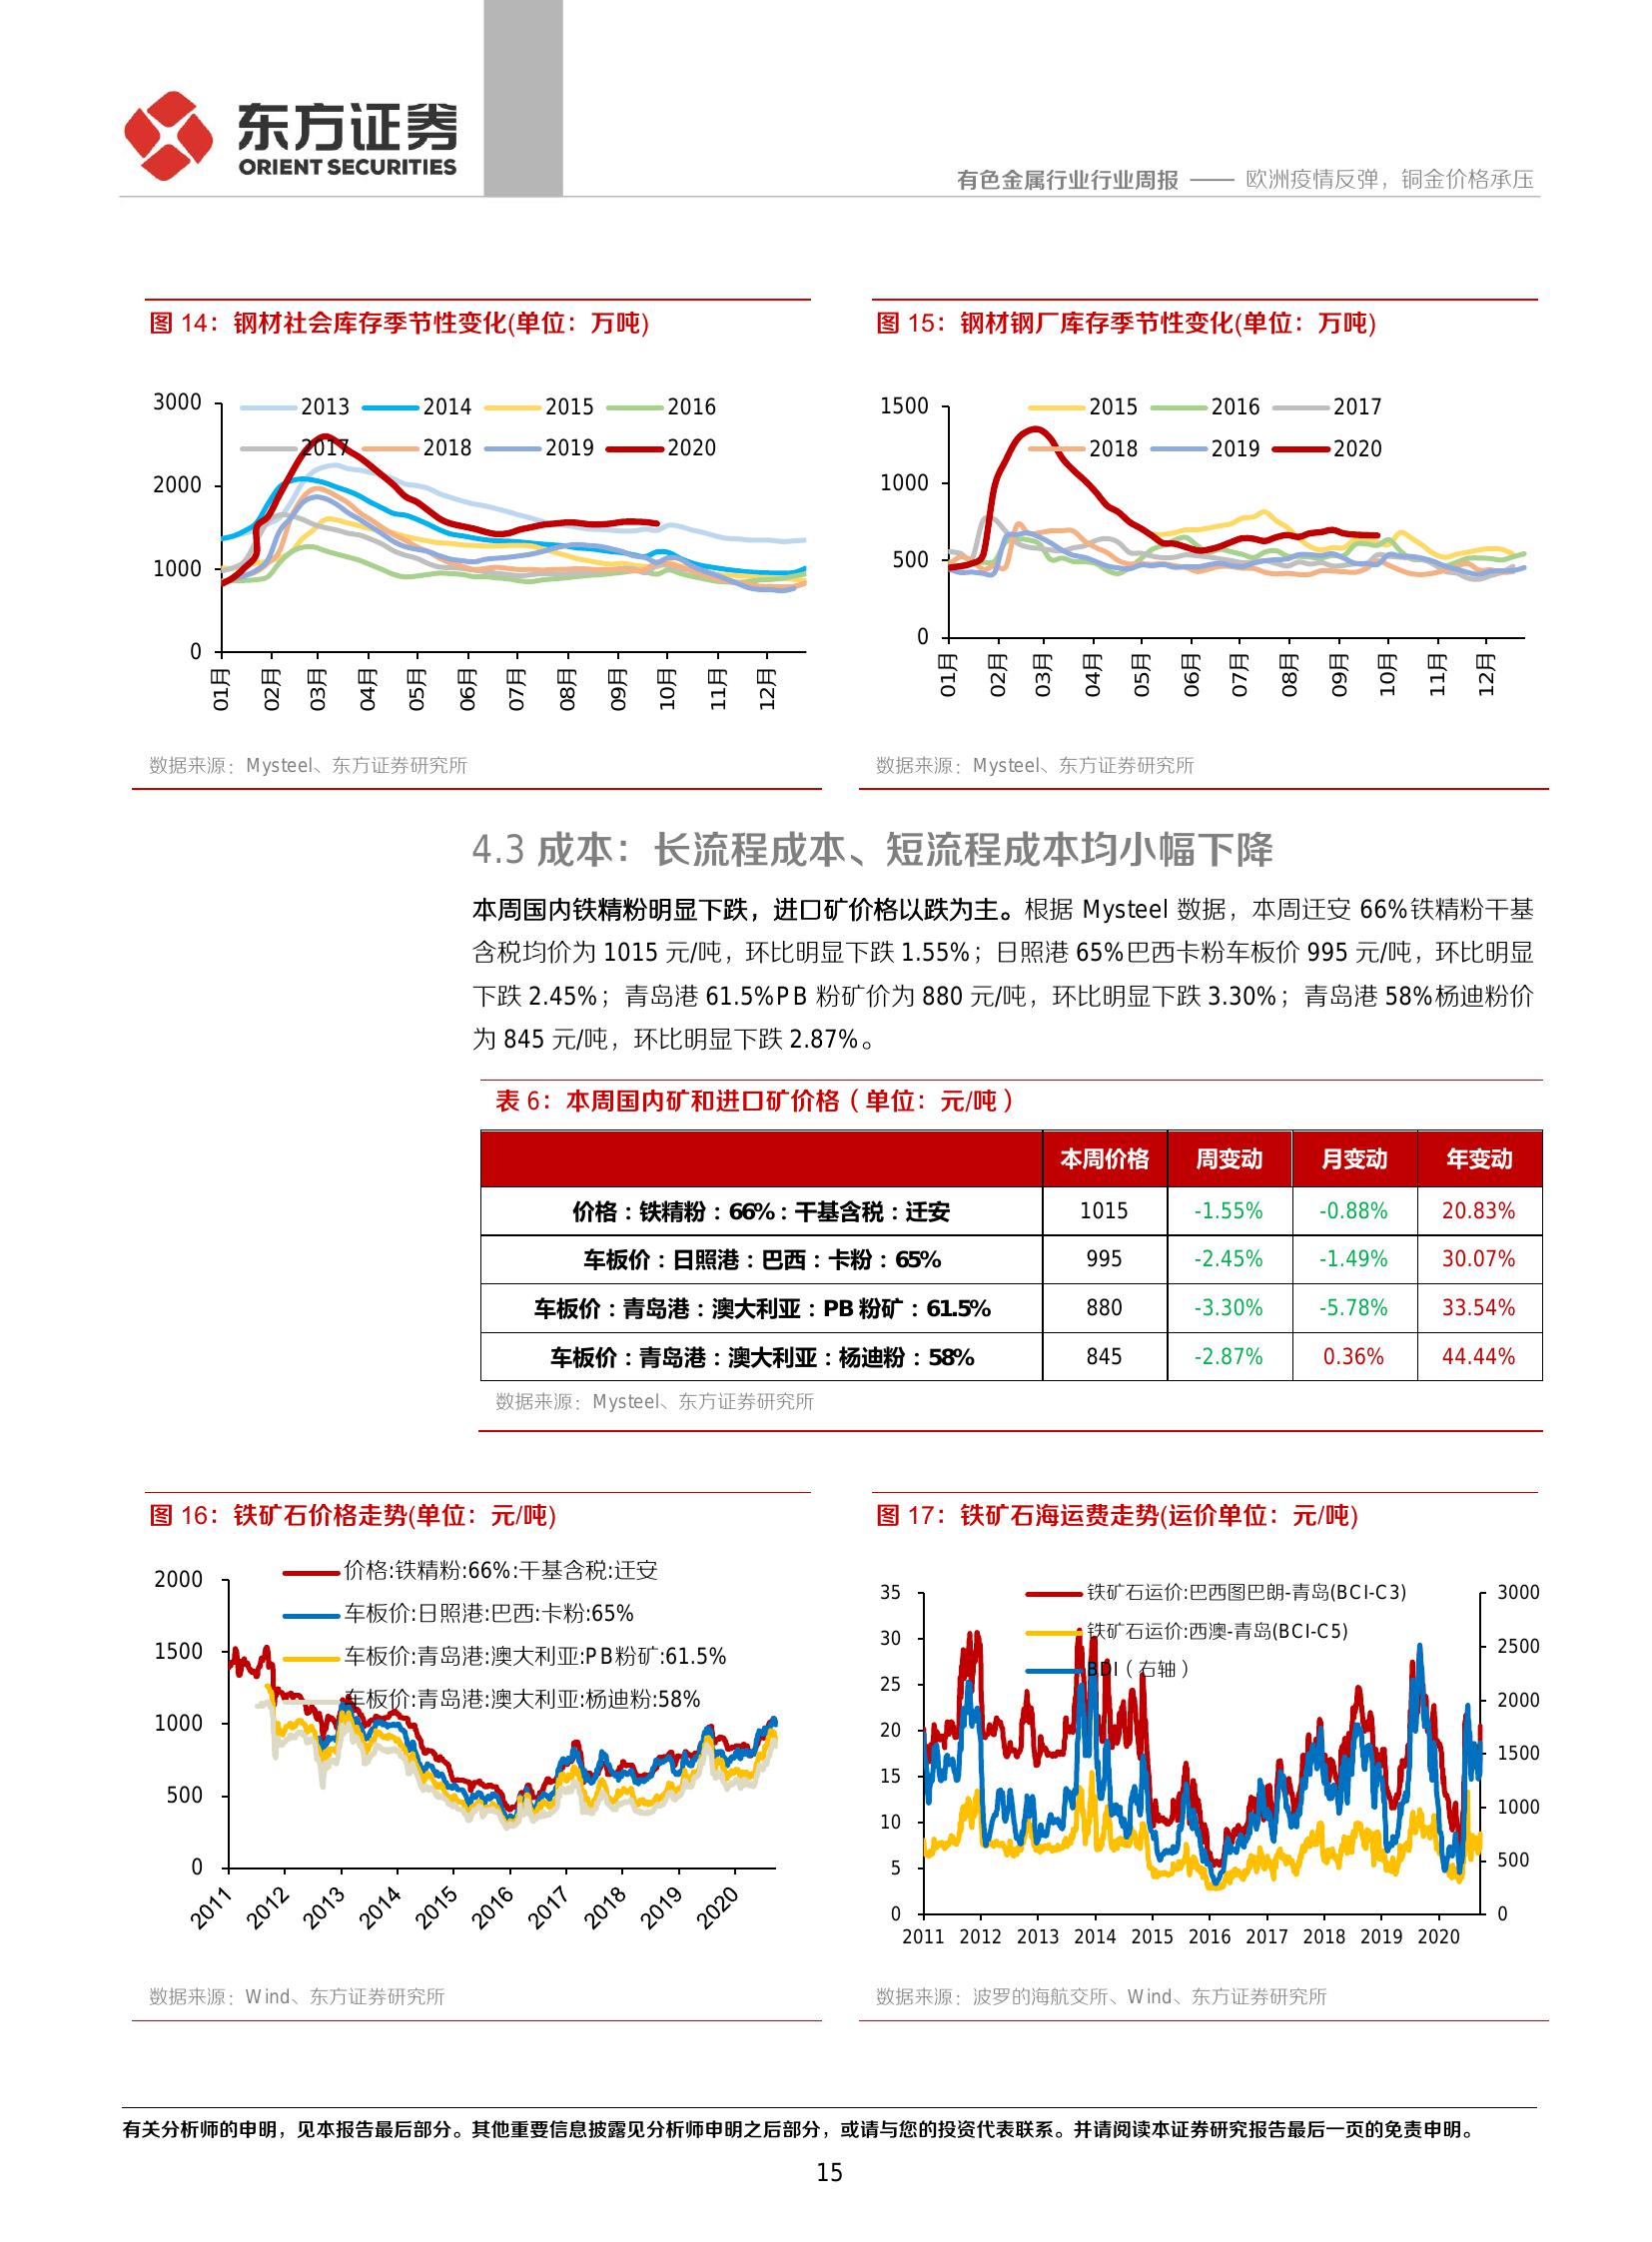 东方证券
ORIENT SECURITIES
有色金属行业行业周报 —— 欧洲疫情反弹，铜金价格承压
图 14：钢材社会库存季节性变化(单位：万吨)
3000
2000
1000
0
2013 2014 2015 2016
2017 2018 2019 2020
01月 02月 03月 04月 05月 06月 07月 08月 09月 10月 11月 12月
数据来源：Mysteel、东方证券研究所
图 15：钢材钢厂库存季节性变化(单位：万吨)
1500
1000
500
0
2015 2016 2017
2018 2019 2020
01月 02月 03月 04月 05月 06月 07月 08月 09月 10月 11月 12月
数据来源：Mysteel、东方证券研究所
4.3 成本：长流程成本、短流程成本均小幅下降
本周国内铁精粉明显下跌，进口矿价格以跌为主。根据 Mysteel 数据，本周迁安 66%铁精粉干基
含税均价为 1015 元/吨，环比明显下跌 1.55%；日照港 65%巴西卡粉车板价 995 元/吨，环比明显
下跌 2.45%；青岛港 61.5%PB 粉矿价为 880 元/吨，环比明显下跌 3.30%；青岛港 58%杨迪粉价
为 845 元/吨，环比明显下跌 2.87%。
表 6：本周国内矿和进口矿价格（单位：元/吨）
本周价格 周变动 月变动 年变动
价格：铁精粉：66%：干基含税：迁安 1015 -1.55% -0.88% 20.83%
车板价：日照港：巴西：卡粉：65% 995 -2.45% -1.49% 30.07%
车板价：青岛港：澳大利亚：PB 粉矿：61.5% 880 -3.30% -5.78% 33.54%
车板价：青岛港：澳大利亚：杨迪粉：58% 845 -2.87% 0.36% 44.44%
数据来源：Mysteel、东方证券研究所
图 16：铁矿石价格走势(单位：元/吨)
2000
1500
1000
500
0
价格:铁精粉:66%:干基含税:迁安
车板价:日照港:巴西:卡粉:65%
车板价:青岛港:澳大利亚:PB粉矿:61.5%
车板价:青岛港:澳大利亚:杨迪粉:58%
2011 2012 2013 2014 2015 2016 2017 2018 2019 2020
数据来源：Wind、东方证券研究所
图 17：铁矿石海运费走势(运价单位：元/吨)
35
30
25
20
15
10
5
0
铁矿石运价:巴西图巴朗-青岛(BCI-C3)
铁矿石运价:西澳-青岛(BCI-C5)
BDI（右轴）
3000
2500
2000
1500
1000
500
0
2011 2012 2013 2014 2015 2016 2017 2018 2019 2020
数据来源：波罗的海航交所、Wind、东方证券研究所
有关分析师的申明，见本报告最后部分。其他重要信息披露见分析师申明之后部分，或请与您的投资代表联系。并请阅读本证券研究报告最后一页的免责申明。
15